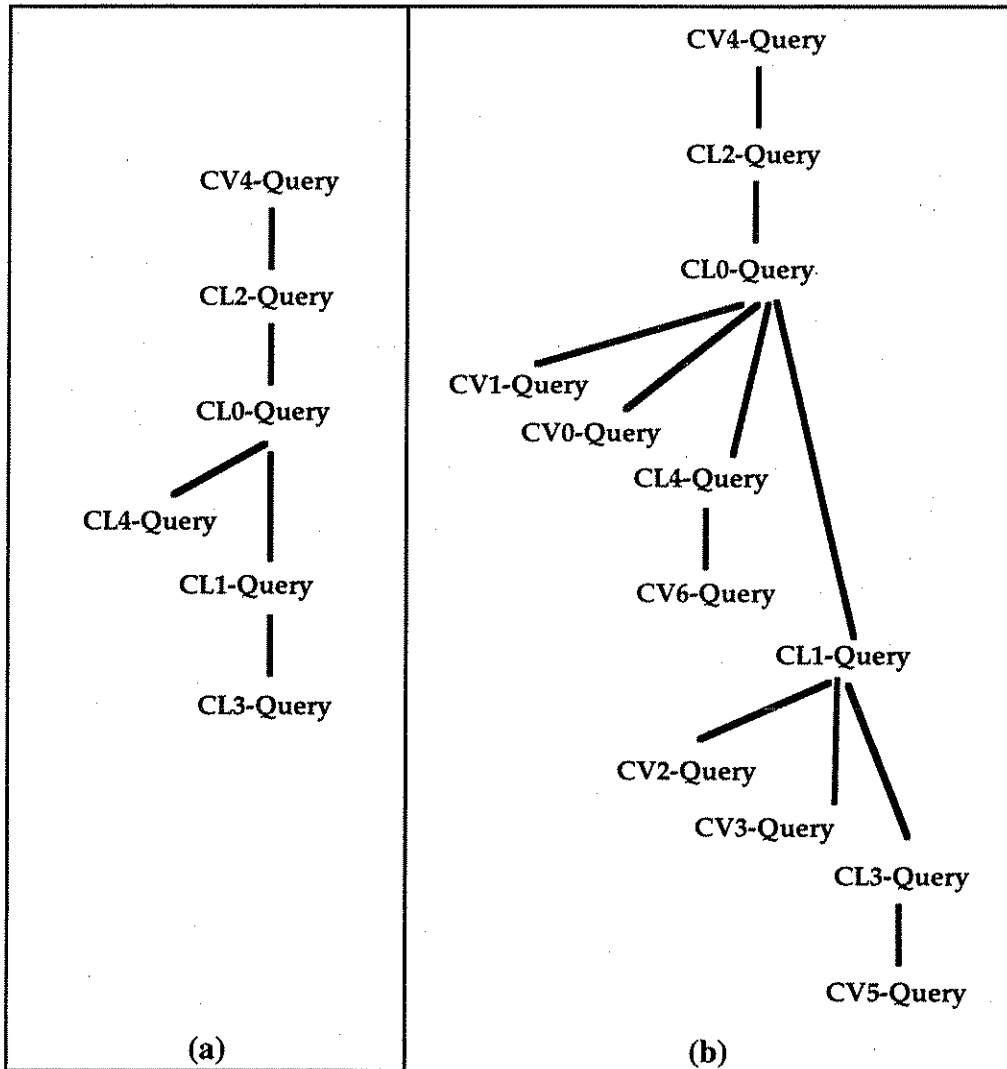 CV4-Query
CL2-Query
CL0-Query
CL4-Query
CL1-Query
CL3-Query
(a)
CV4-Query
CL2-Query
CL0-Query
CV1-Query
CV0-Query
CL4-Query
CV6-Query
CL1-Query
CV2-Query
CV3-Query
CL3-Query
CV5-Query
(b)